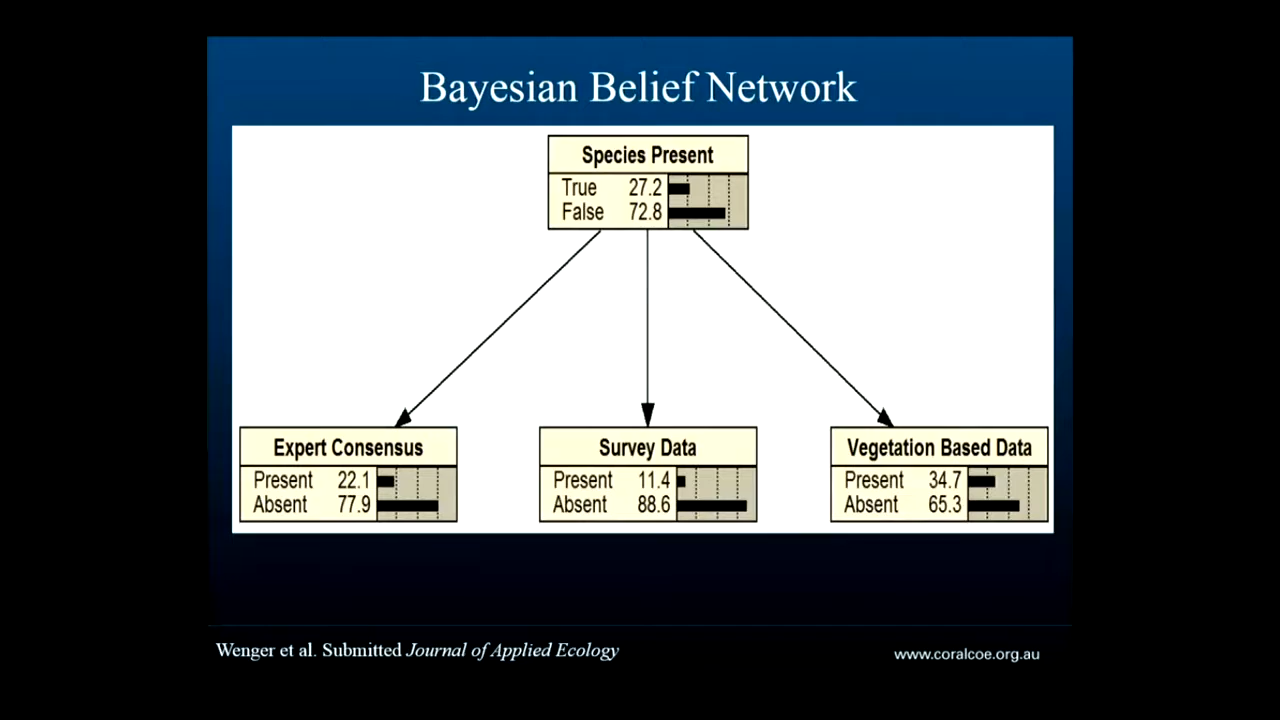 Bayesian Belief Network
Species Present
True 27.2
False 72.8
Expert Consensus
Present 22.1
Absent 77.9
Survey Data
Present 11.4
Absent 88.6
Vegetation Based Data
Present 34.7
Absent 65.3
Wenger et al. Submitted Journal of Applied Ecology
www.coralcoe.org.au